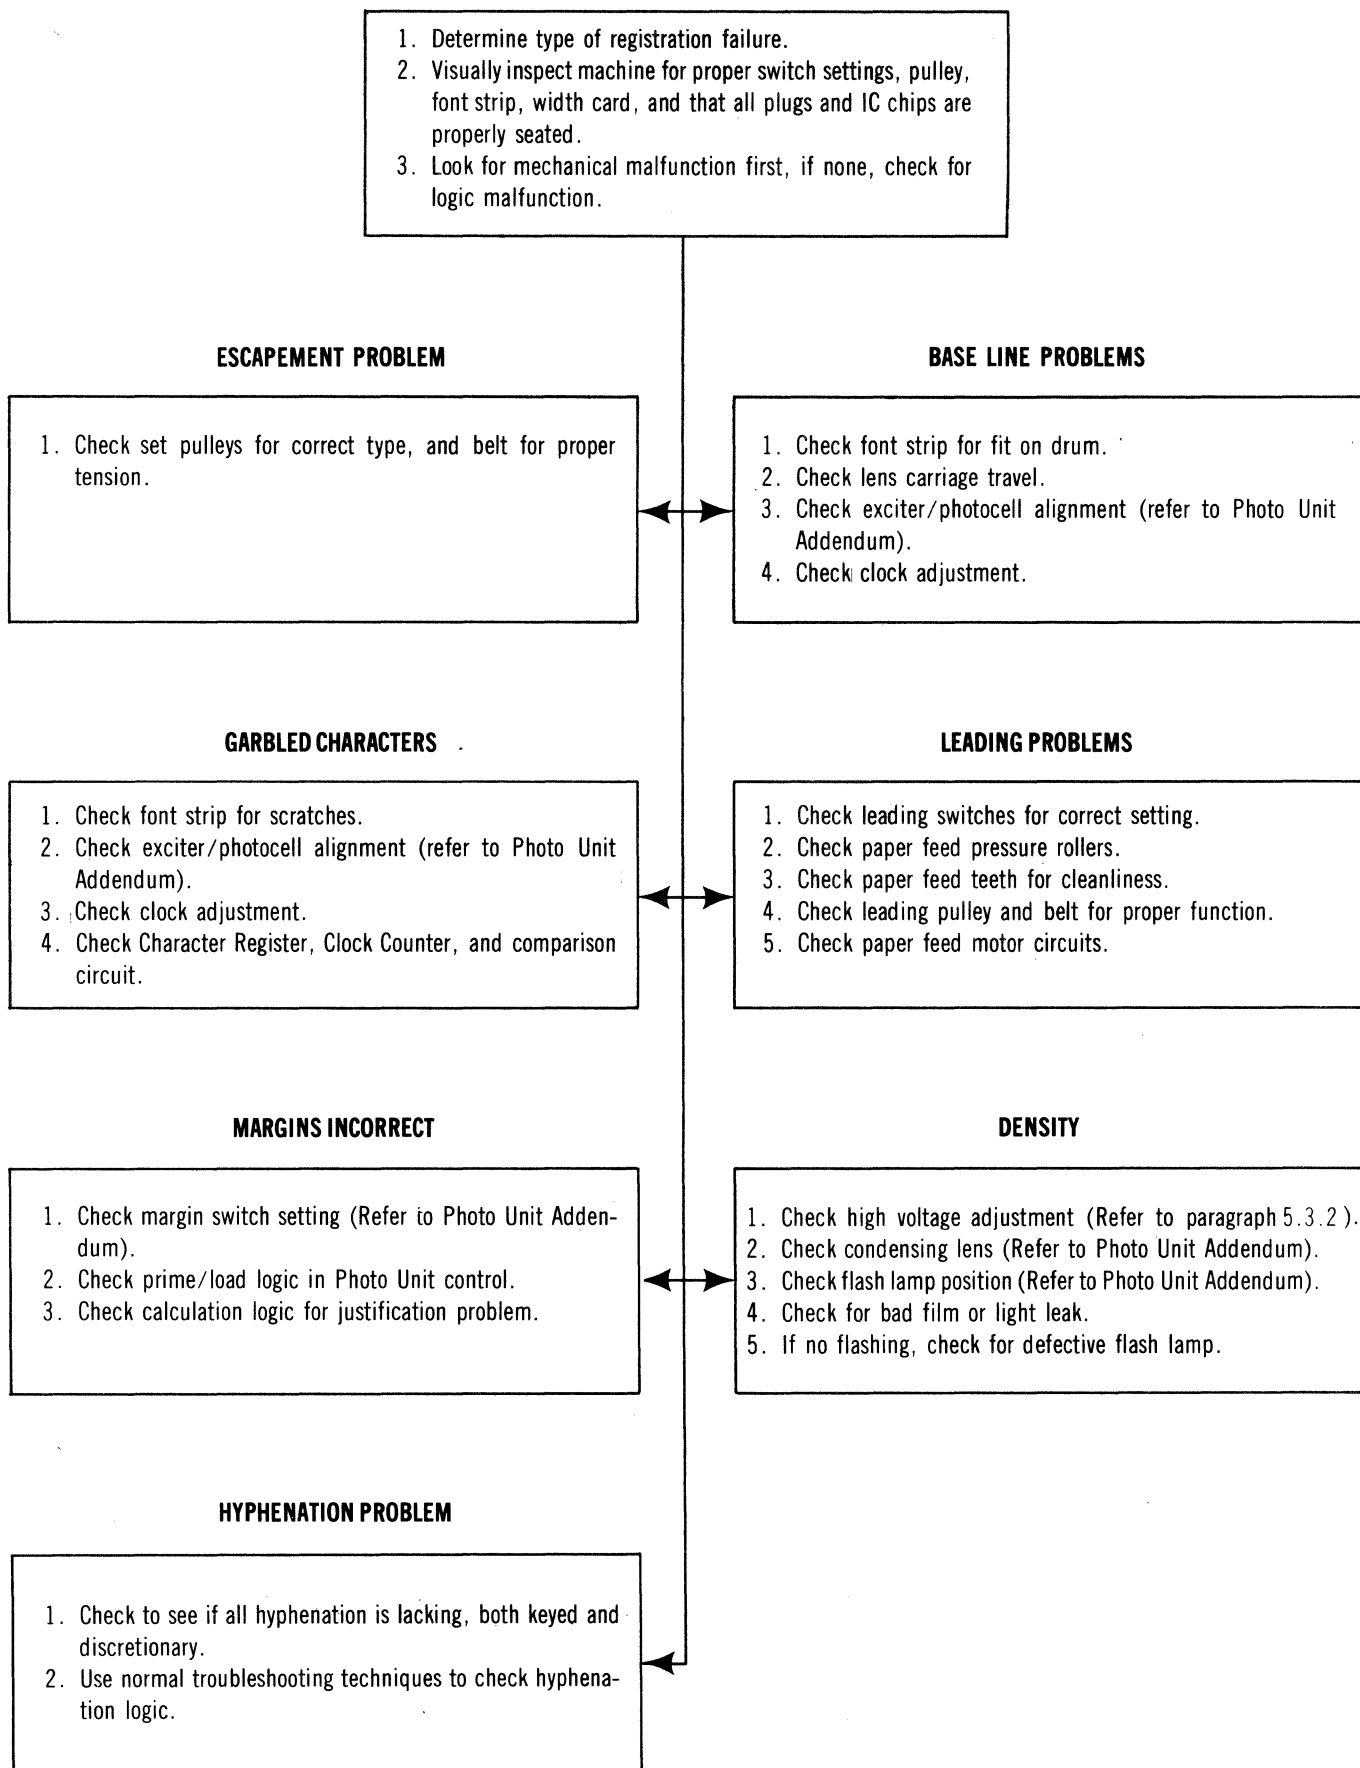 1. Determine type of registration failure.
2. Visually inspect machine for proper switch settings, pulley,
font strip, width card, and that all plugs and IC chips are
properly seated.
3. Look for mechanical malfunction first, if none, check for
logic malfunction.
ESCAPEMENT PROBLEM
1. Check set pulleys for correct type, and belt for proper
tension.
BASE LINE PROBLEMS
1. Check font strip for fit on drum.
2. Check lens carriage travel.
3. Check exciter/photocell alignment (refer to Photo Unit
Addendum).
4. Check clock adjustment.
GARBLED CHARACTERS
1. Check font strip for scratches.
2. Check exciter/photocell alignment (refer to Photo Unit
Addendum).
3. Check clock adjustment.
4. Check Character Register, Clock Counter, and comparison
circuit.
LEADING PROBLEMS
1. Check leading switches for correct setting.
2. Check paper feed pressure rollers.
3. Check paper feed teeth for cleanliness.
4. Check leading pulley and belt for proper function.
5. Check paper feed motor circuits.
MARGINS INCORRECT
1. Check margin switch setting (Refer to Photo Unit Adden-
dum).
2. Check prime/load logic in Photo Unit control.
3. Check calculation logic for justification problem.
DENSITY
1. Check high voltage adjustment (Refer to paragraph 5.3.2).
2. Check condensing lens (Refer to Photo Unit Addendum).
3. Check flash lamp position (Refer to Photo Unit Addendum).
4. Check for bad film or light leak.
5. If no flashing, check for defective flash lamp.
HYPHENATION PROBLEM
1. Check to see if all hyphenation is lacking, both keyed and
discretionary.
2. Use normal troubleshooting techniques to check hyphena-
tion logic.